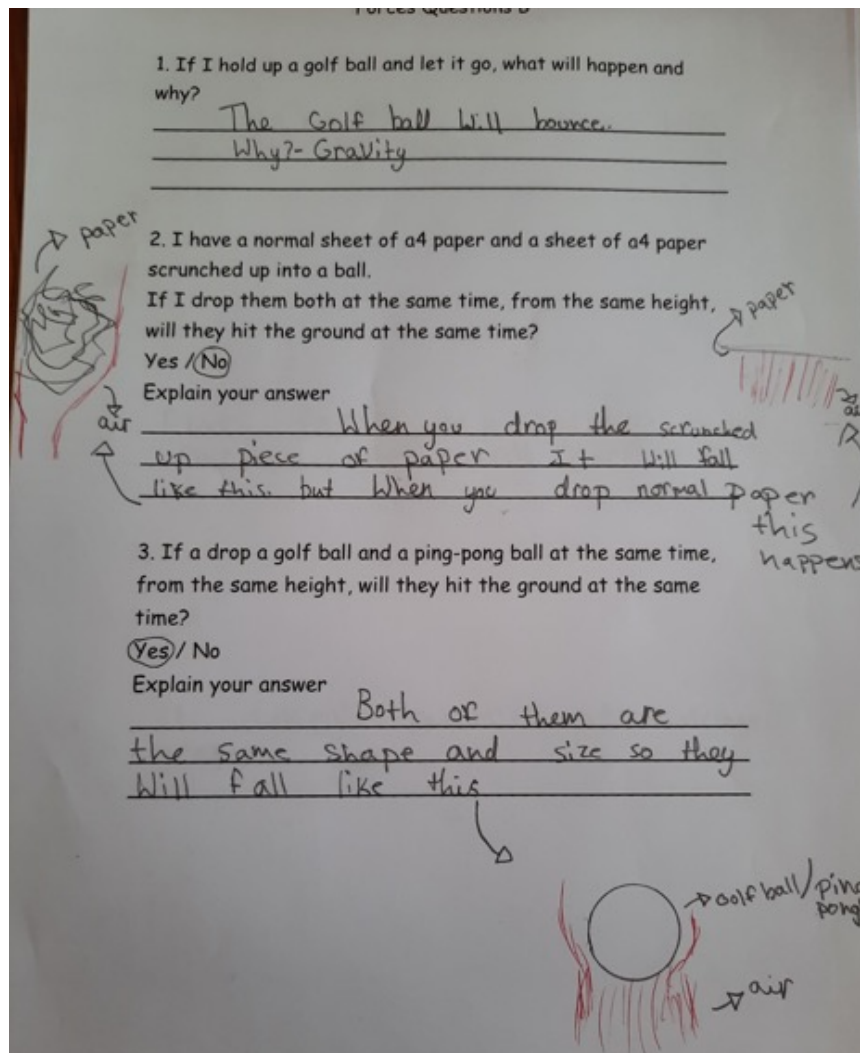 Forces Questions B
1. If I hold up a golf ball and let it go, what will happen and
why?
The Golf ball Will bounce.
Why?- Gravity
paper
2. I have a normal sheet of a4 paper and a sheet of a4 paper
scrunched up into a ball.
If I drop them both at the same time, from the same height,
will they hit the ground at the same time?
paper
Yes / No
Explain your answer
air
When you drop the scrunched
up piece of paper It Will fall
like this. but When you drop normal paper
this
happens
3. If a drop a golf ball and a ping-pong ball at the same time,
from the same height, will they hit the ground at the same
time?
Yes / No
Explain your answer
Both of them are
the same shape and size so they
Will fall like this
Golf ball/ping
pong
air